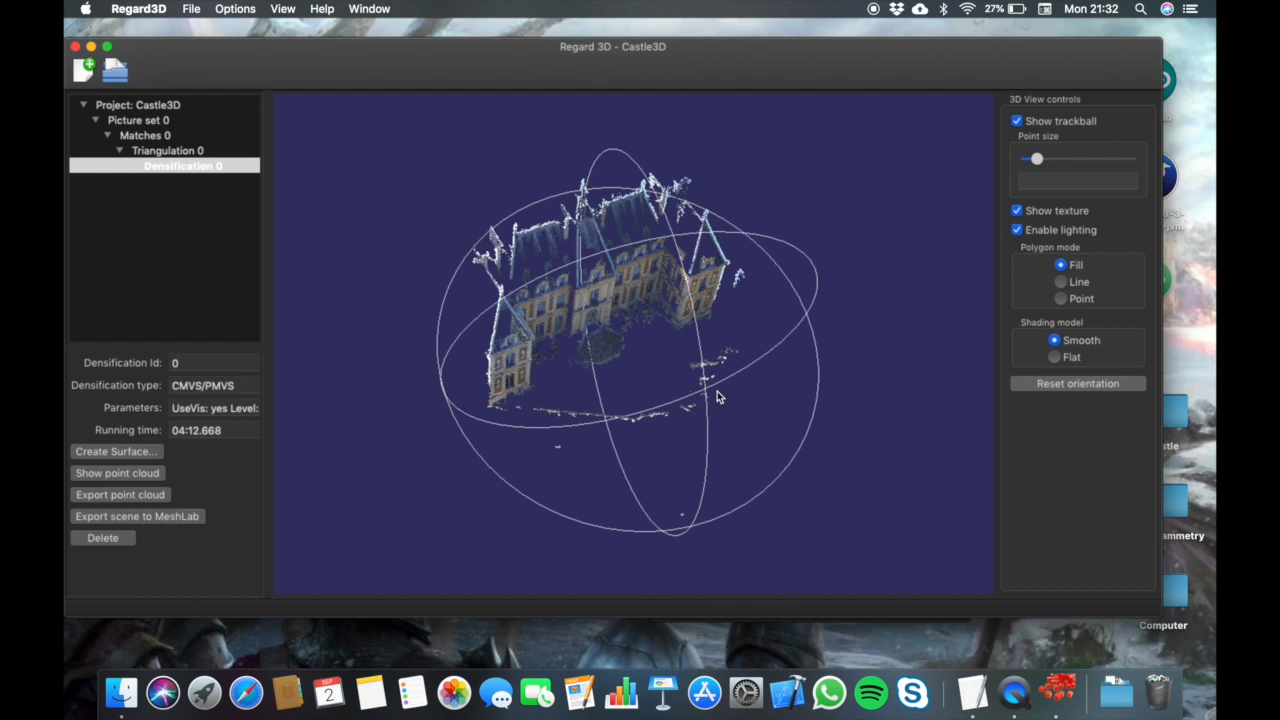 Regard3D File Options View Help Window 27% Mon 21:32
Regard 3D - Castle3D
Project: Castle3D
Picture set 0
Matches 0
Triangulation 0
Densification 0
Densification Id: 0
Densification type: CMVS/PMVS
Parameters: UseVis: yes Level:
Running time: 04:12.668
Create Surface...
Show point cloud
Export point cloud
Export scene to MeshLab
Delete
3D View controls
Show trackball
Point size
Show texture
Enable lighting
Polygon mode
Fill
Line
Point
Shading model
Smooth
Flat
Reset orientation
Computer
SEP
2